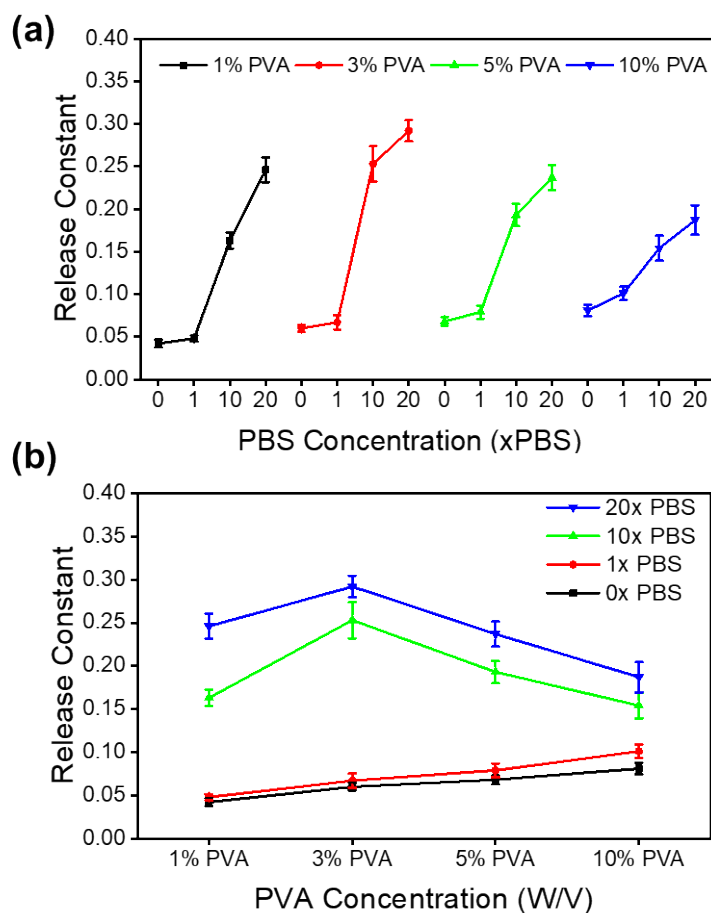 (a)
0.40
0.35
0.30
0.25
0.20
0.15
0.10
0.05
0.00
Release Constant
1% PVA 3% PVA 5% PVA 10% PVA
0 1 10 20 0 1 10 20 0 1 10 20 0 1 10 20
PBS Concentration (xPBS)
(b)
0.40
0.35
0.30
0.25
0.20
0.15
0.10
0.05
0.00
Release Constant
20x PBS
10x PBS
1x PBS
0x PBS
1% PVA 3% PVA 5% PVA 10% PVA
PVA Concentration (W/V)